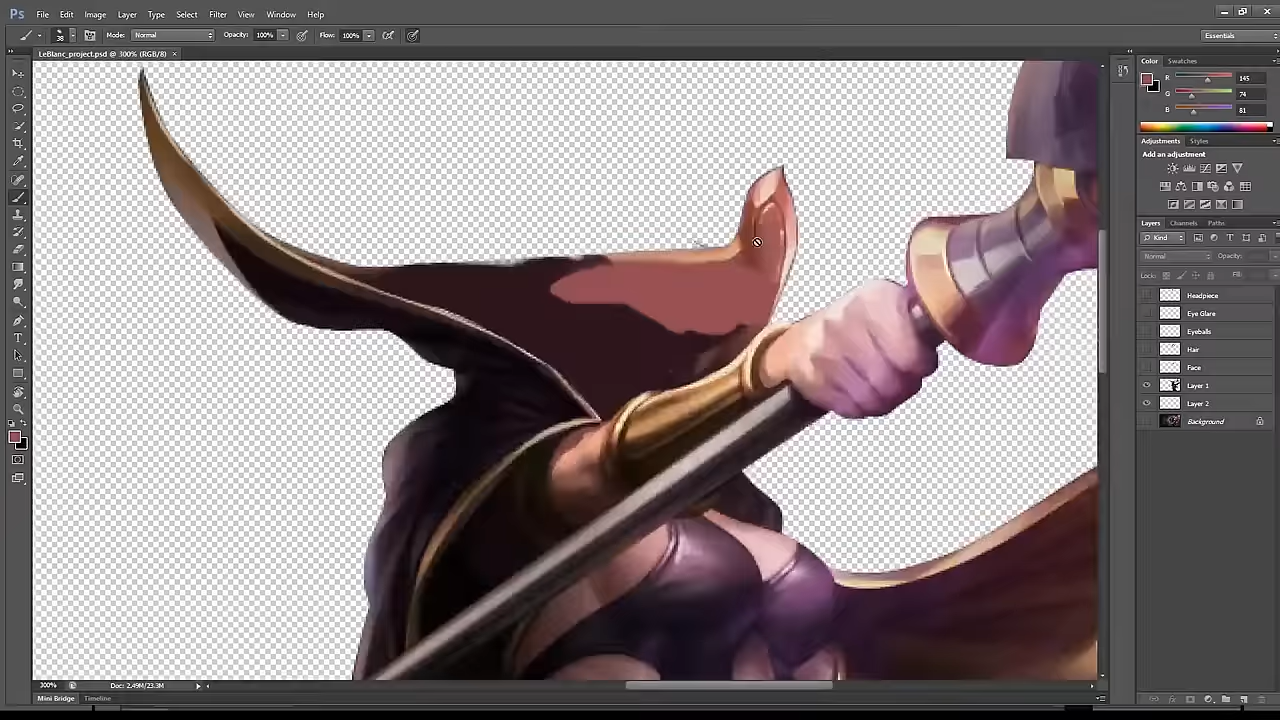 Ps File Edit Image Layer Type Select Filter View Window Help
38 Mode: Normal Opacity: 100% Flow: 100% Essentials
LeBlanc_project.psd @ 300% (RGB/8) ×
Color Swatches
R 145
G 74
B 81
Adjustments Styles
Add an adjustment
Layers Channels Paths
Kind
Normal Opacity:
Lock: Fill:
Headpiece
Eye Glare
Eyeballs
Hair
Face
Layer 1
Layer 2
Background
300% Doc: 2.49M/23.3M
Mini Bridge Timeline